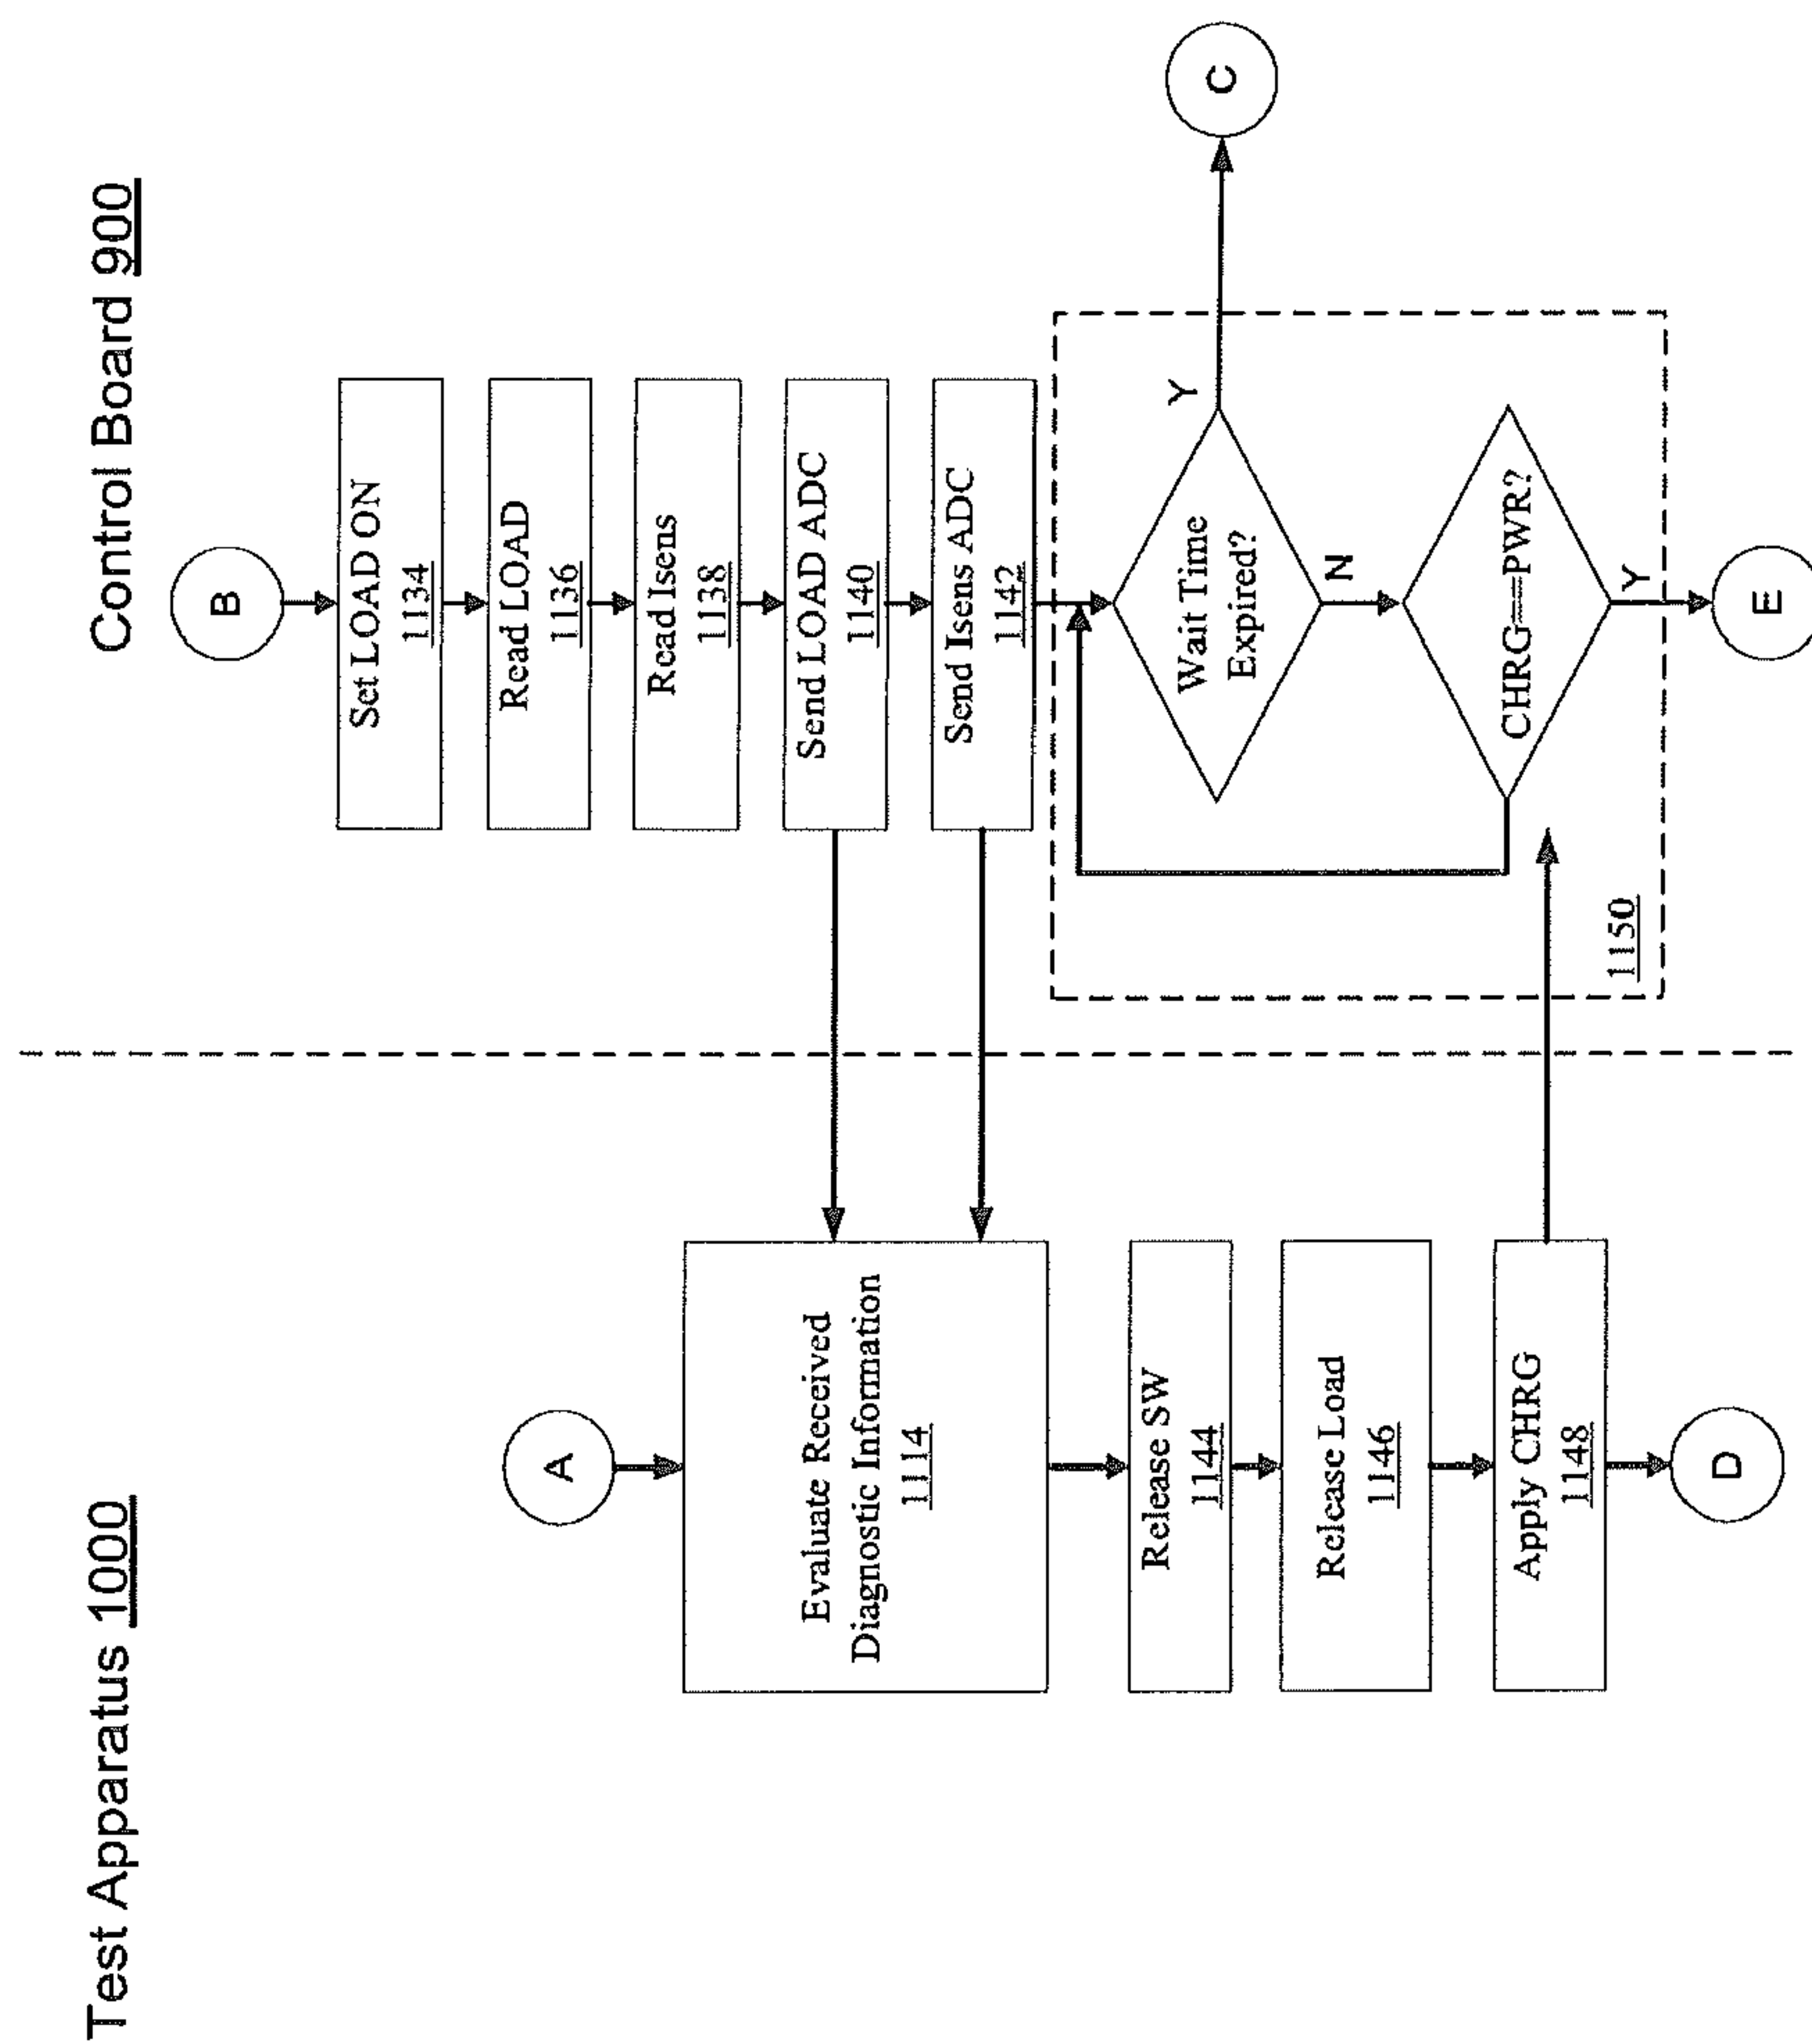 Test Apparatus 1000
Control Board 900
A
Evaluate Received
Diagnostic Information
1114
Release SW
1144
Release Load
1146
Apply CHRG
1148
D
B
Set LOAD ON
1134
Read LOAD
1136
Read Isens
1138
Send LOAD ADC
1140
Send Isens ADC
1142
Wait Time
Expired?
Y
C
N
CHRG==PWR?
Y
1150
E